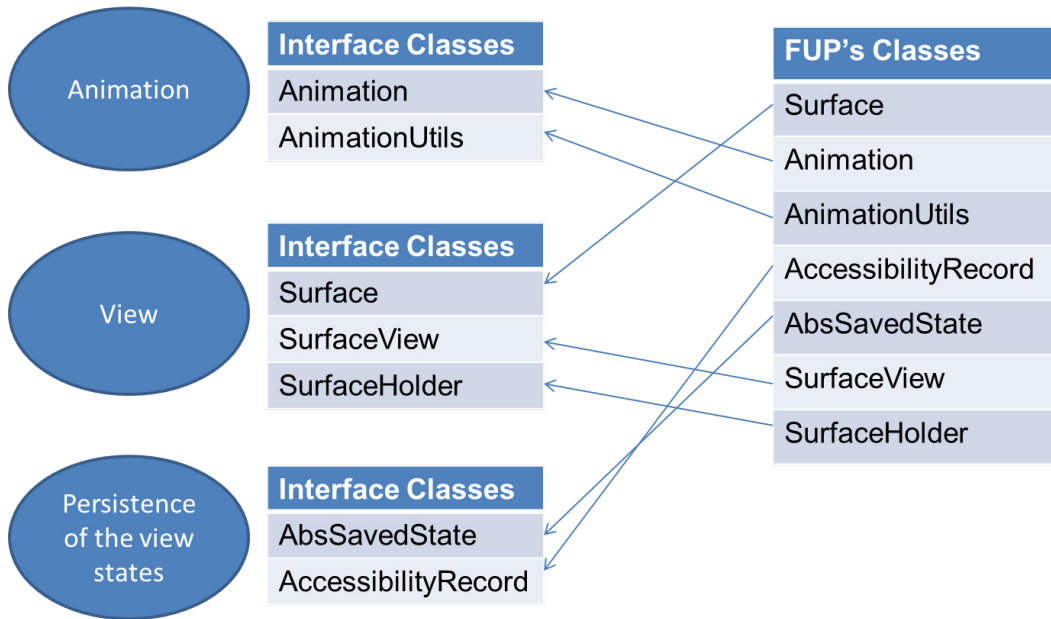 Animation
Interface Classes
Animation
AnimationUtils
View
Interface Classes
Surface
SurfaceView
SurfaceHolder
Persistence
of the view
states
Interface Classes
AbsSavedState
AccessibilityRecord
FUP's Classes
Surface
Animation
AnimationUtils
AccessibilityRecord
AbsSavedState
SurfaceView
SurfaceHolder